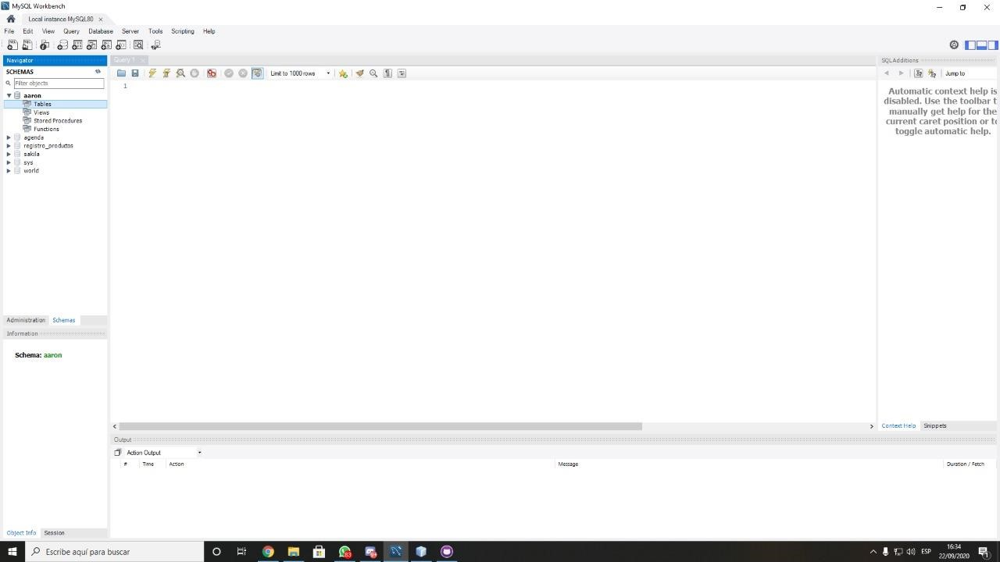 MySQL Workbench
Local instance MySQL80
File Edit View Query Database Server Tools Scripting Help
Navigator
SCHEMAS
Filter objects
aaron
Tables
Views
Stored Procedures
Functions
agenda
registro_productos
sakila
sys
world
Administration Schemas
Information
Schema: aaron
Object Info Session
Query 1
Limit to 1000 rows
1
Output
Action Output
# Time Action Message Duration / Fetch
SQLAdditions
Jump to
Automatic context help is
disabled. Use the toolbar t
manually get help for the
current caret position or to
toggle automatic help.
Context Help Snippets
Escribe aquí para buscar
83
ESP
16:34
22/09/2020